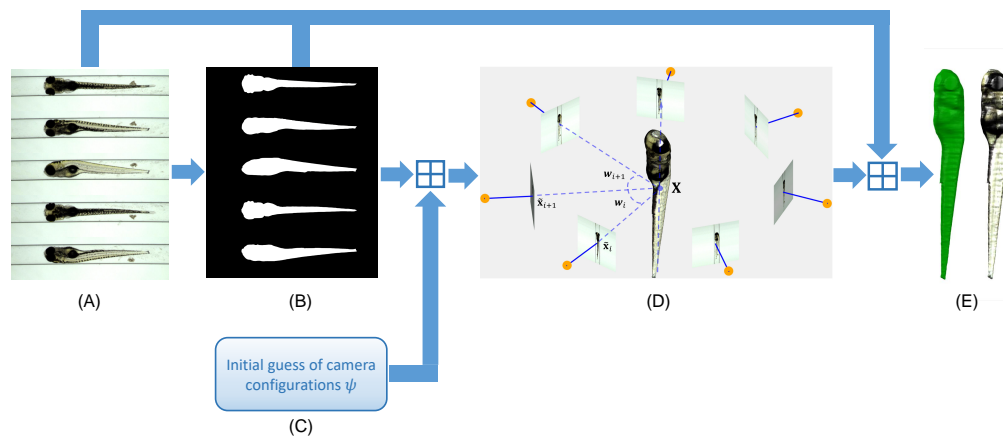 w_{i+1}
X
x̃_{i+1}
w_i
x̃_i
(A)
(B)
(D)
(E)
Initial guess of camera
configurations ψ
(C)